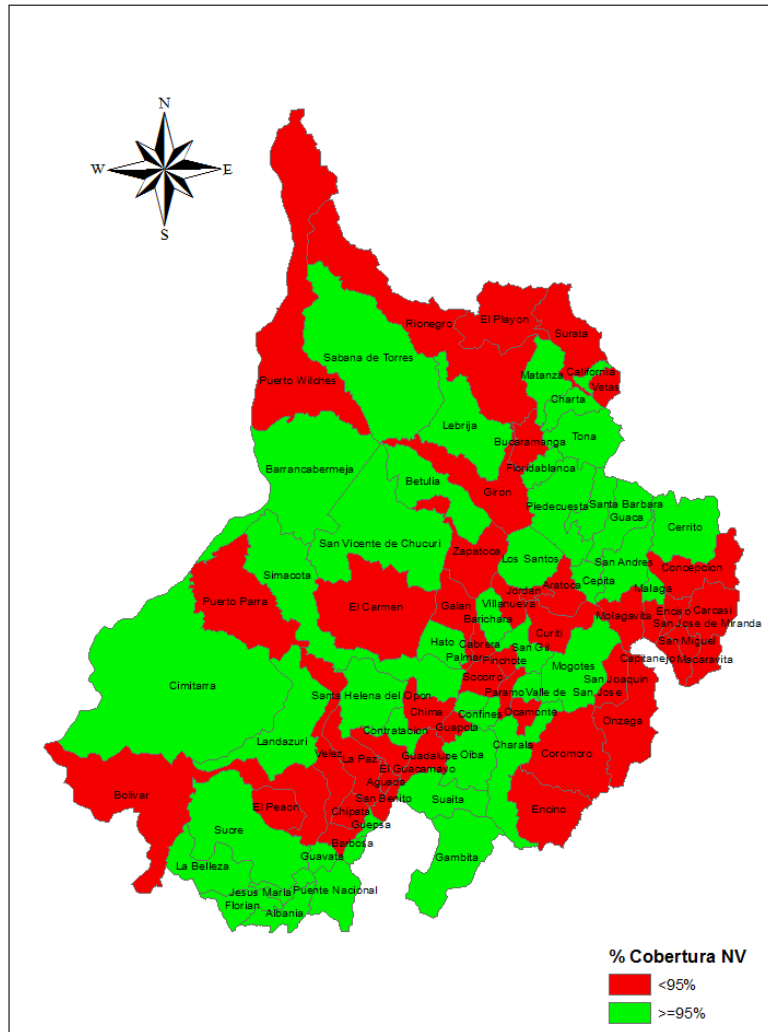 N
W
E
S
Rionegro
El Playon
Surata
Sabana de Torres
Matanza
California
Vetas
Puerto Wilches
Charta
Lebrija
Bucaramanga
Tona
Barrancabermeja
Floridablanca
Betulia
Giron
Piedecuesta
Santa Barbara
Guaca
Cerrito
San Vicente de Chucuri
Zapatoca
Los Santos
San Andres
Concepcion
Simacota
Cepita
Aratoca
Jordan
Malaga
Puerto Parra
El Carmen
Galan
Villanueva
Molagavita
Enciso
Carcasi
Barichara
San Jose de Miranda
Curiti
San Miguel
Hato
Cabrera
San Gil
Palmar
Pinchote
Mogotes
Capitanejo
Macaravita
Cimitarra
Socorro
San Joaquin
Santa Helena del Opon
Paramo
Valle de San Jose
Chima
Confines
Ocamonte
Onzaga
Contratacion
Guapota
Landazuri
Velez
La Paz
Guadalupe
Oiba
Charala
Coromoro
El Guacamayo
Aguada
Bolivar
San Benito
Suaita
El Peñon
Chipata
Encino
Guepsa
Sucre
Barbosa
Guavata
Gambita
La Belleza
Jesus Maria
Puente Nacional
Florian
Albania
% Cobertura NV
<95%
>=95%